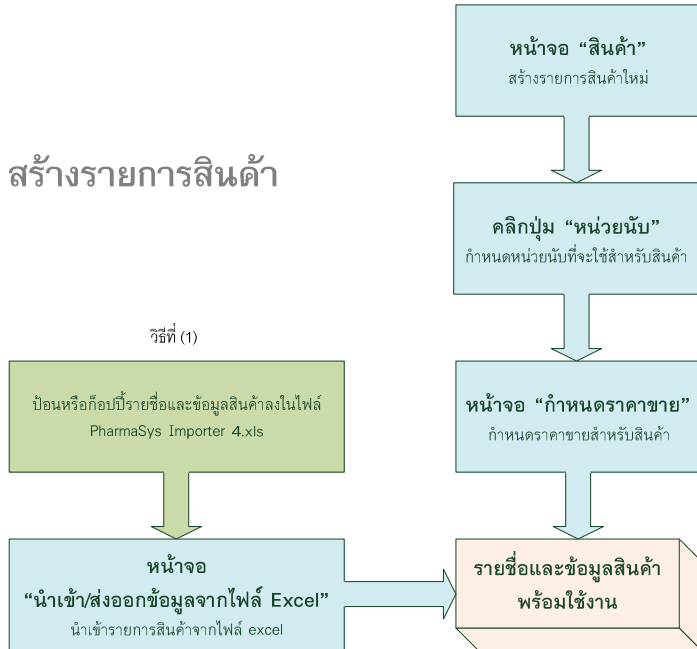 หน้าจอ “สินค้า”
สร้างรายการสินค้าใหม่
สร้างรายการสินค้า
คลิกปุ่ม “หน่วยนับ”
กำหนดหน่วยนับที่จะใช้สำหรับสินค้า
วิธีที่ (1)
ป้อนหรือก็อปปี้รายชื่อและข้อมูลสินค้าลงในไฟล์
PharmaSys Importer 4.xls
หน้าจอ “กำหนดราคาขาย”
กำหนดราคาขายสำหรับสินค้า
หน้าจอ
“นำเข้า/ส่งออกข้อมูลจากไฟล์ Excel”
นำเข้ารายการสินค้าจากไฟล์ excel
รายชื่อและข้อมูลสินค้า
พร้อมใช้งาน